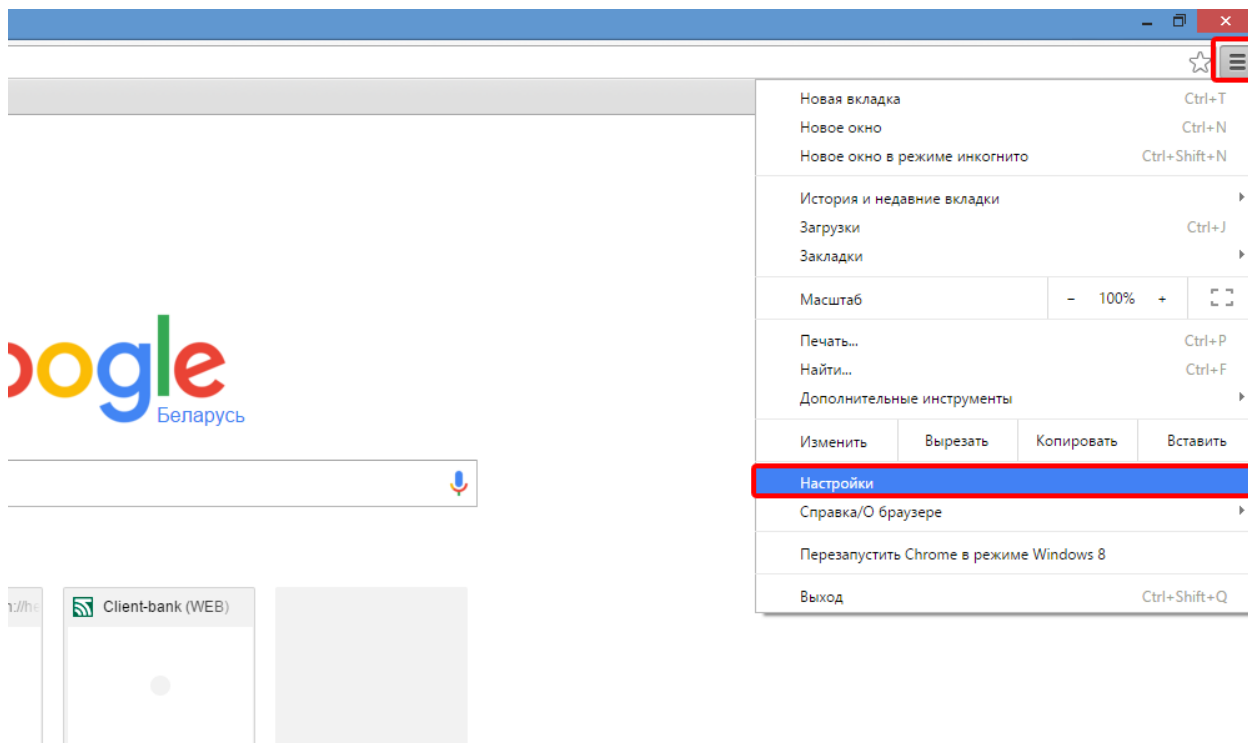 Новая вкладка Ctrl+T
Новое окно Ctrl+N
Новое окно в режиме инкогнито Ctrl+Shift+N
История и недавние вкладки
Загрузки Ctrl+J
Закладки
Масштаб - 100% +
Печать... Ctrl+P
Найти... Ctrl+F
Дополнительные инструменты
Изменить Вырезать Копировать Вставить
Настройки
Справка/О браузере
Перезапустить Chrome в режиме Windows 8
Выход Ctrl+Shift+Q
oogle
Беларусь
Client-bank (WEB)